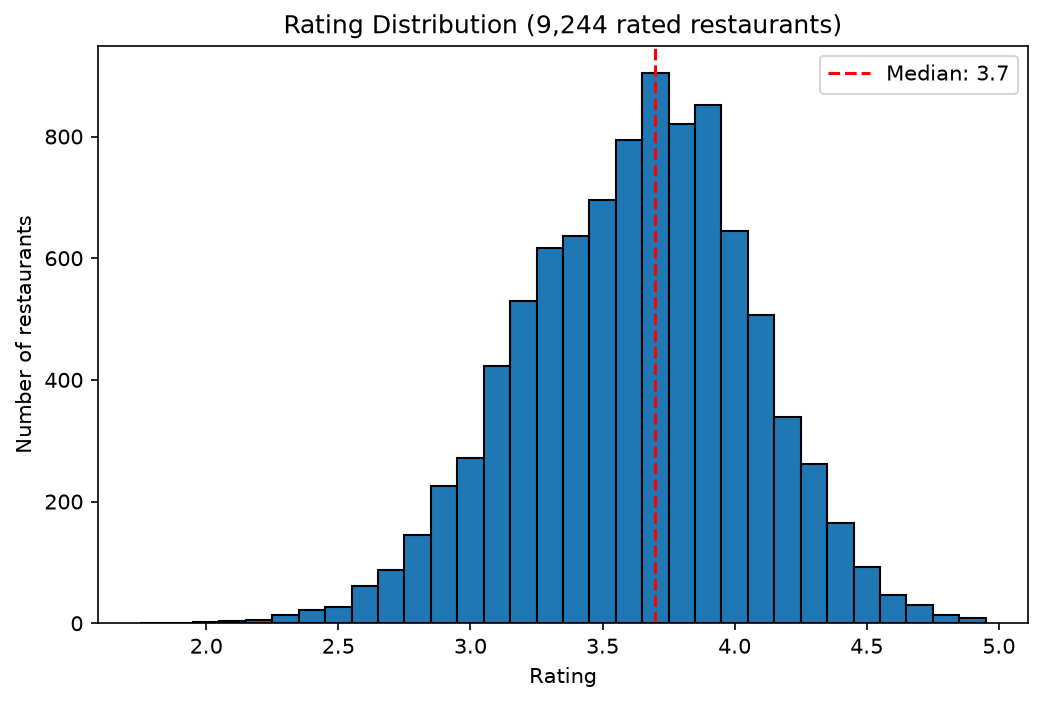 Rating Distribution (9,244 rated restaurants)
Median: 3.7
Number of restaurants
800
600
400
200
0
2.0 2.5 3.0 3.5 4.0 4.5 5.0
Rating